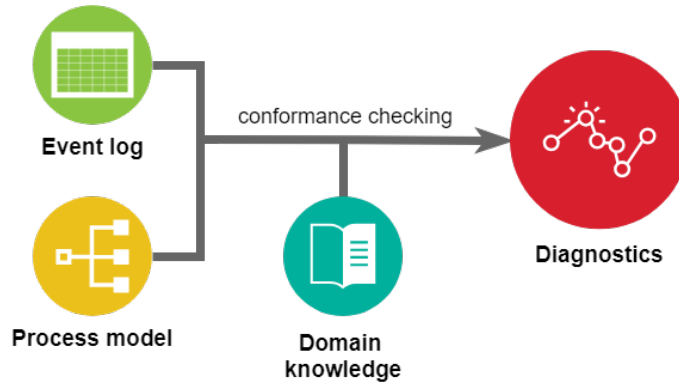 Event log
conformance checking
Process model
Domain
knowledge
Diagnostics